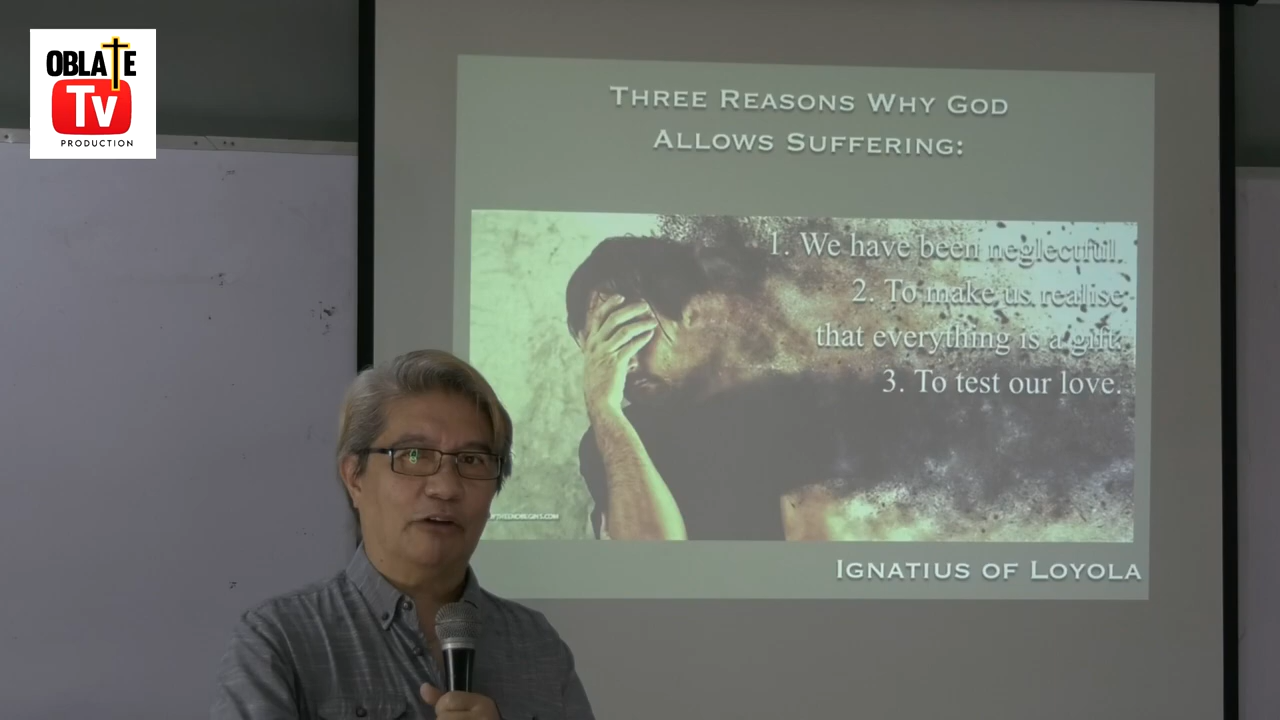 OBLATE
TV
PRODUCTION
THREE REASONS WHY GOD
ALLOWS SUFFERING:
1. We have been neglectful.
2. To make us realise
that everything is a gift.
3. To test our love.
IGNATIUS OF LOYOLA